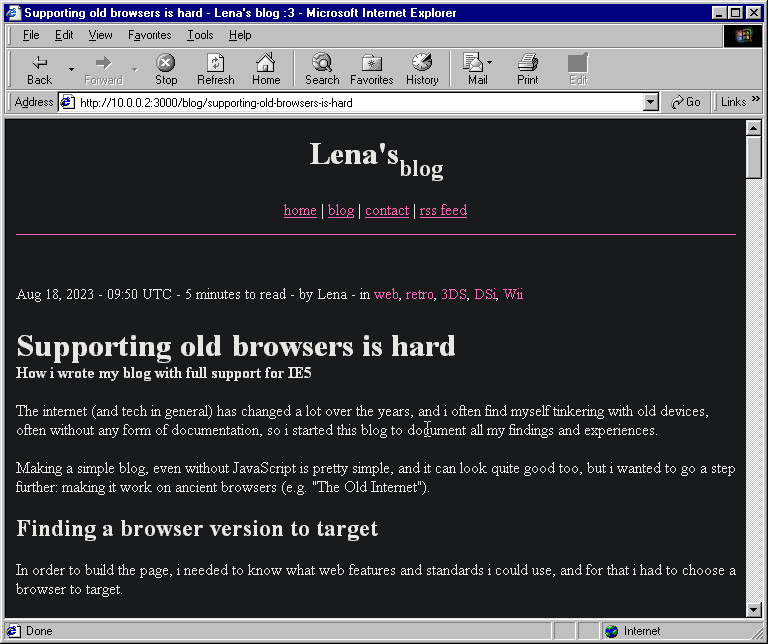 Supporting old browsers is hard - Lena's blog :3 - Microsoft Internet Explorer
File Edit View Favorites Tools Help
Back Forward Stop Refresh Home Search Favorites History Mail Print Edit
Address http://10.0.0.2:3000/blog/supporting-old-browsers-is-hard Go Links »
Lena's blog
home | blog | contact | rss feed
Aug 18, 2023 - 09:50 UTC - 5 minutes to read - by Lena - in web, retro, 3DS, DSi, Wii
Supporting old browsers is hard
How i wrote my blog with full support for IE5
The internet (and tech in general) has changed a lot over the years, and i often find myself tinkering with old devices,
often without any form of documentation, so i started this blog to document all my findings and experiences.
Making a simple blog, even without JavaScript is pretty simple, and it can look quite good too, but i wanted to go a step
further: making it work on ancient browsers (e.g. "The Old Internet").
Finding a browser version to target
In order to build the page, i needed to know what web features and standards i could use, and for that i had to choose a
browser to target.
Done Internet